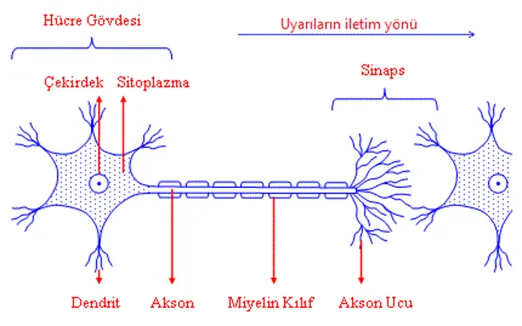 Hücre Gövdesi
Uyarıların iletim yönü
Sinaps
Çekirdek Sitoplazma
Dendrit Akson Miyelin Kılıf Akson Ucu